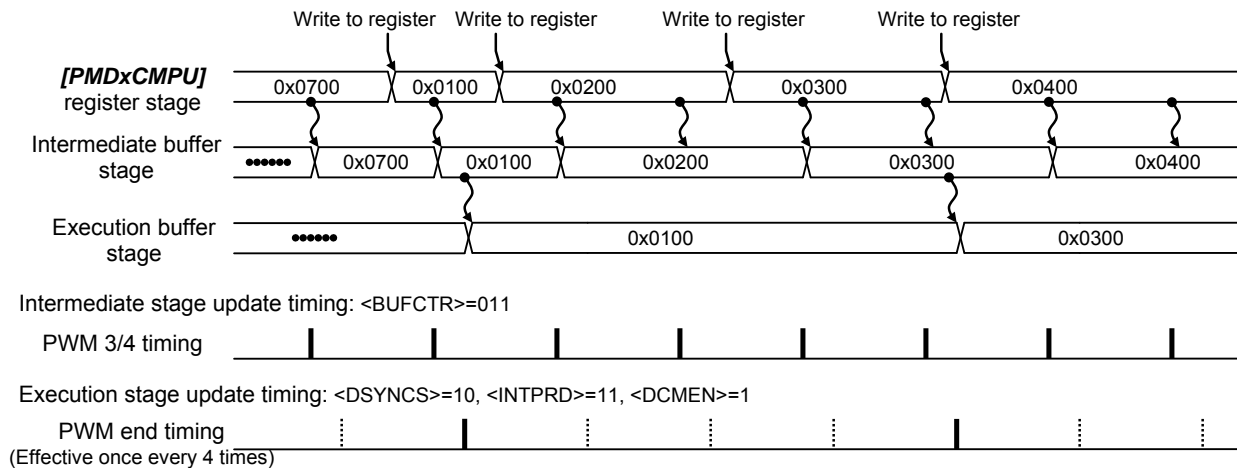 Write to register Write to register Write to register Write to register
[PMDxCMPU]
register stage
0x0700 0x0100 0x0200 0x0300 0x0400
Intermediate buffer
stage
•••••• 0x0700 0x0100 0x0200 0x0300 0x0400
Execution buffer
stage
•••••• 0x0100 0x0300
Intermediate stage update timing: <BUFCTR>=011
PWM 3/4 timing
Execution stage update timing: <DSYNCS>=10, <INTPRD>=11, <DCMEN>=1
PWM end timing
(Effective once every 4 times)